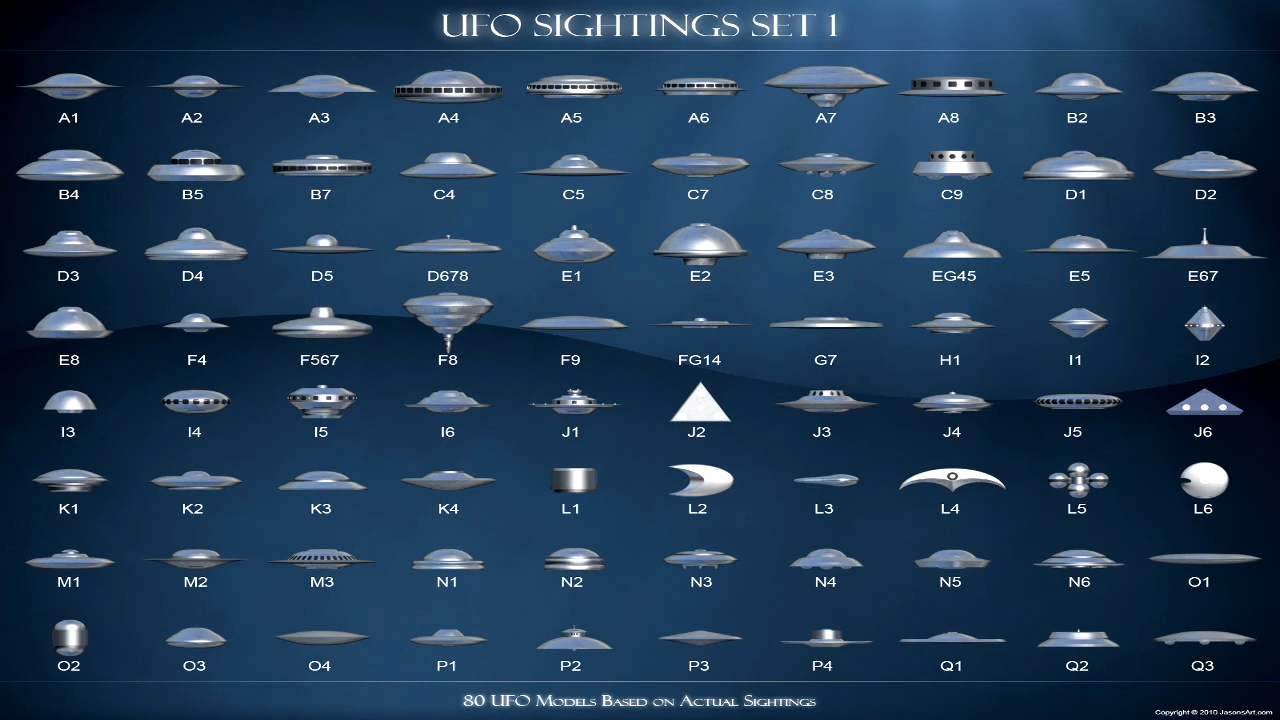 UFO SIGHTINGS SET 1
A1 A2 A3 A4 A5 A6 A7 A8 B2 B3
B4 B5 B7 C4 C5 C7 C8 C9 D1 D2
D3 D4 D5 D678 E1 E2 E3 EG45 E5 E67
E8 F4 F567 F8 F9 FG14 G7 H1 I1 I2
I3 I4 I5 I6 J1 J2 J3 J4 J5 J6
K1 K2 K3 K4 L1 L2 L3 L4 L5 L6
M1 M2 M3 N1 N2 N3 N4 N5 N6 O1
O2 O3 O4 P1 P2 P3 P4 Q1 Q2 Q3
80 UFO MODELS BASED ON ACTUAL SIGHTINGS
Copyright © 2010 JasonsArt.com